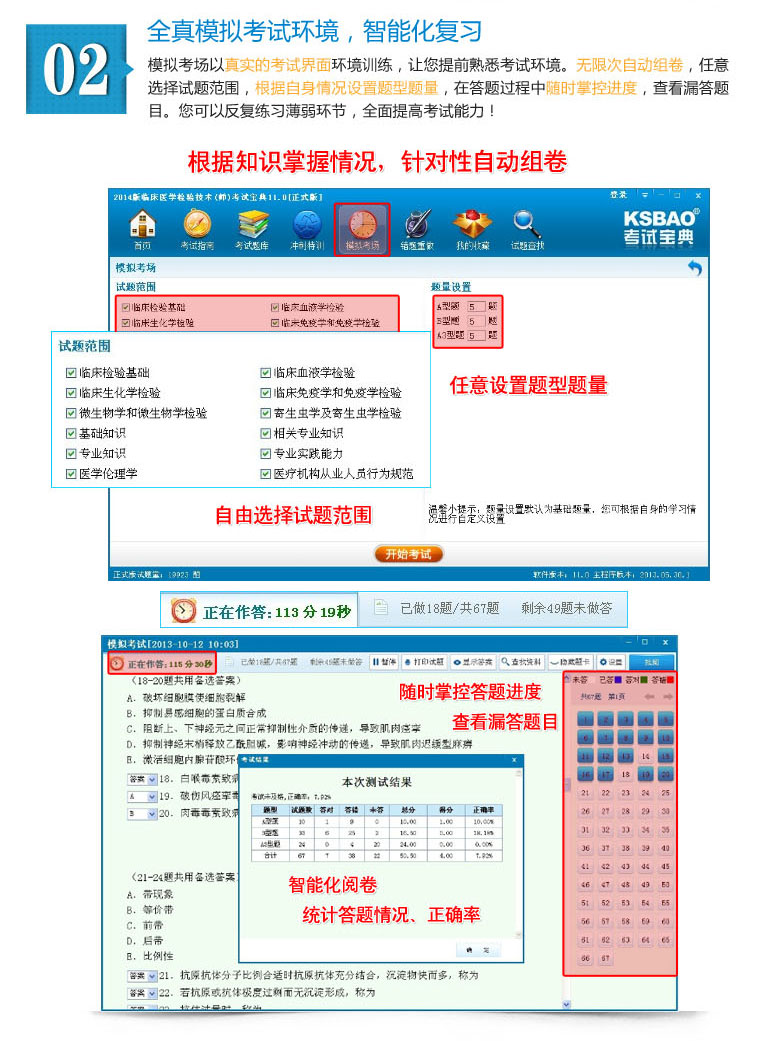 02
全真模拟考试环境，智能化复习
模拟考场以真实的考试界面环境训练，让您提前熟悉考试环境。无限次自动组卷，任意
选择试题范围，根据自身情况设置题型题量，在答题过程中随时掌控进度，查看漏答题
目。您可以反复练习薄弱环节，全面提高考试能力！
根据知识掌握情况，针对性自动组卷
2014版临床医学检验技术(师)考试宝典11.0[正式版]
登录
首页 考试指南 考试题库 冲刺特训 模拟考场 错题重做 我的收藏 试题查找
KSBAO®
考试宝典
模拟考场
试题范围 题量设置
临床检验基础 临床血液学检验
临床生化学检验 临床免疫学和免疫学检验
A型题 5 题
B型题 5 题
A3型题 5 题
试题范围
临床检验基础 临床血液学检验
临床生化学检验 临床免疫学和免疫学检验
微生物学和微生物学检验 寄生虫学及寄生虫学检验
基础知识 相关专业知识
专业知识 专业实践能力
医学伦理学 医疗机构从业人员行为规范
任意设置题型题量
自由选择试题范围
温馨小提示：题量设置默认为基础题量，您可根据自身的学习情
况进行自定义设置
开始考试
正式版试题量：19923 题
软件版本：11.0 主程序版本：2013.05.30.1
正在作答：113 分 19秒 已做18题/共67题 剩余49题未做答
模拟考试[2013-10-12 10:03]
正在作答：115 分 30秒 已做18题/共67题 剩余49题未做答 暂停 打印试题 显示答案 查找资料 隐藏题卡 设置
(18-20题共用备选答案)
A. 破坏细胞膜使细胞裂解
B. 抑制易感细胞的蛋白质合成
C. 阻断上、下神经元之间正常抑制性介质的传递，导致肌肉痉挛
D. 抑制神经末梢释放乙酰胆碱，影响神经冲动的传递，导致肌肉迟缓型麻痹
E. 激活细胞内腺苷酸环
答案 18. 白喉毒素致病
A 19. 破伤风痉挛毒
B 20. 肉毒毒素致病
随时掌控答题进度
查看漏答题目
未答 已答 答对 答错
共67题 第1页
1 2 3 4 5
6 7 8 9 10
11 12 13 14 15
16 17 18 19 20
21 22 23 24 25
26 27 28 29 30
31 32 33 34 35
36 37 38 39 40
41 42 43 44 45
46 47 48 49 50
51 52 53 54 55
56 57 58 59 60
61 62 63 64 65
66 67
考试结果
本次测试结果
考试未及格,正确率：7.92%
题型 试题数 答对 答错 未答 总分 得分 正确率
A型题 10 1 9 0 10.00 1.00 10.00%
B型题 33 6 25 2 16.50 3.00 18.18%
A3型题 24 0 4 20 24.00 0.00 0.00%
合计 67 7 38 22 50.50 4.00 7.92%
智能化阅卷
统计答题情况、正确率
确 定
(21-24题共用备选答案)
A. 带现象
B. 等价带
C. 前带
D. 后带
E. 比例性
答案 21. 抗原抗体分子比例合适时抗原抗体充分结合，沉淀物快而多，称为
答案 22. 若抗原或抗体极度过剩而无沉淀形成，称为